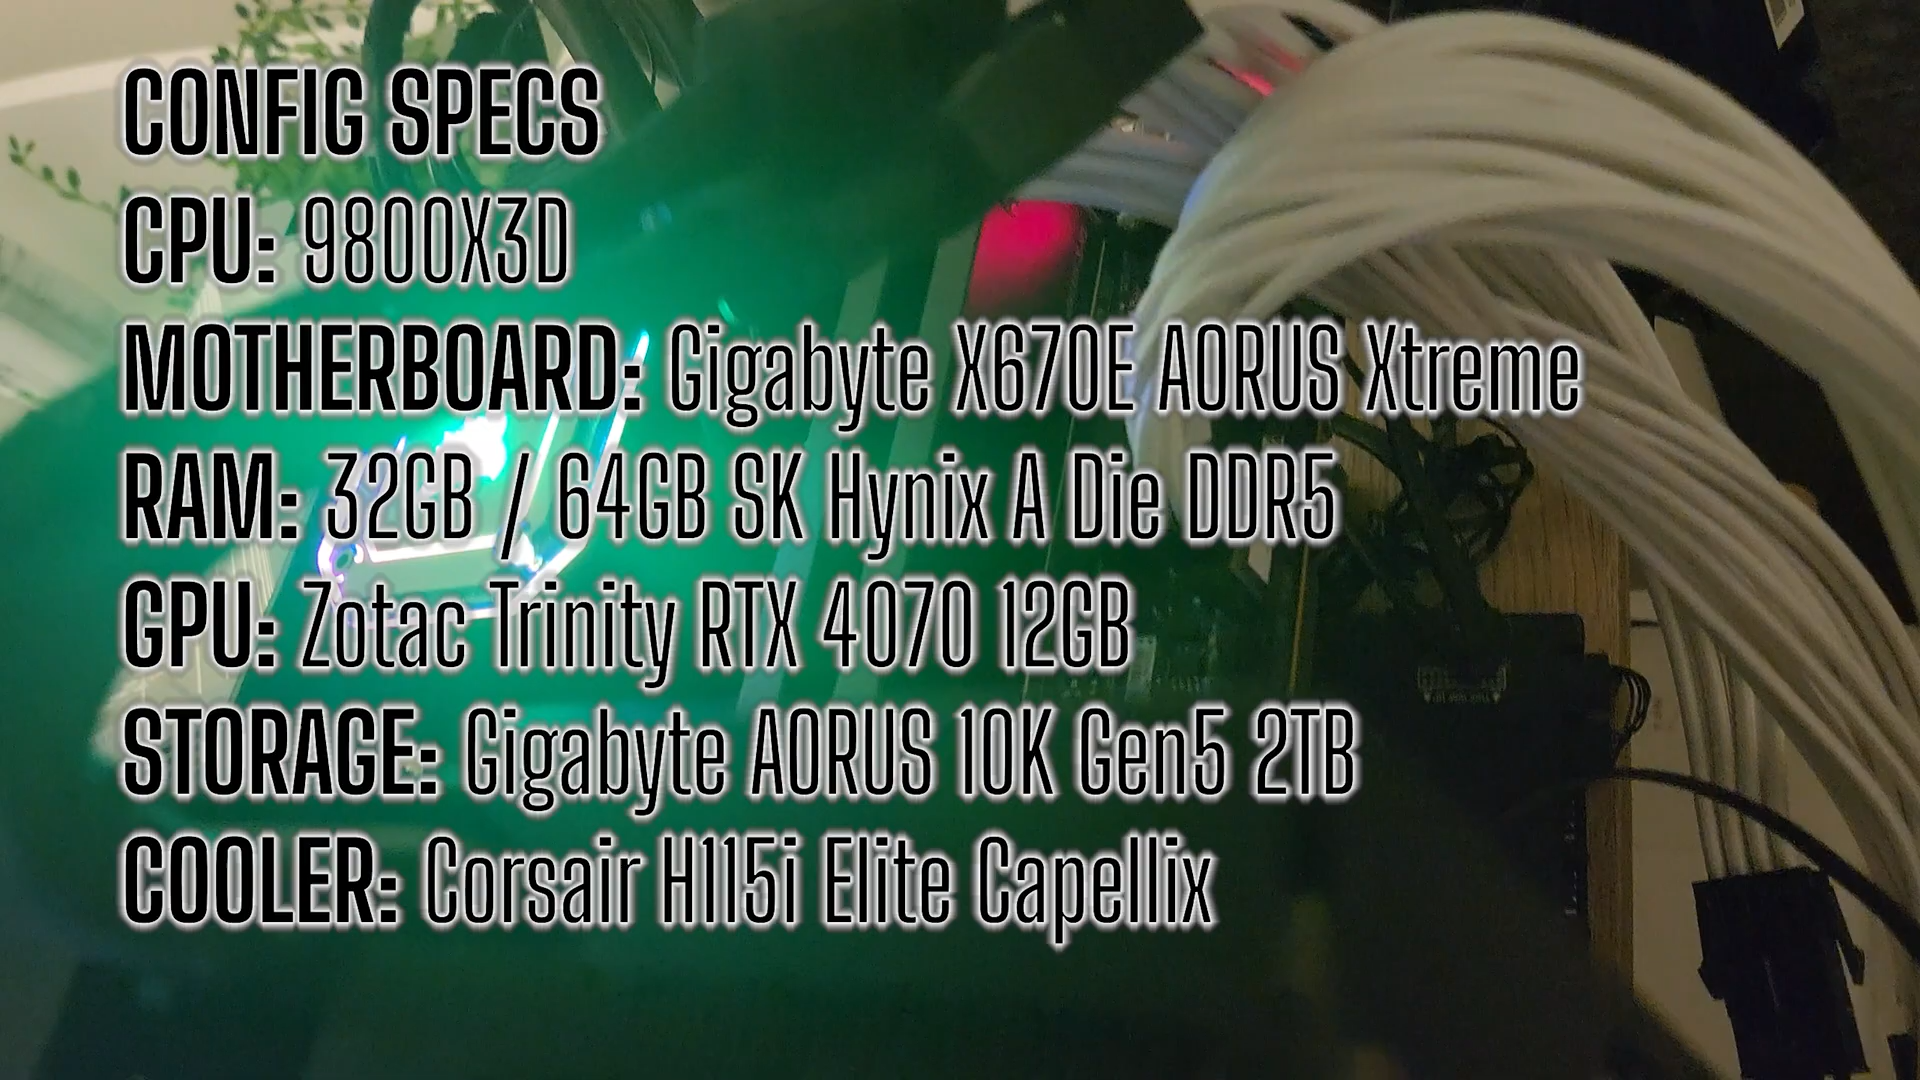 CONFIG SPECS
CPU: 9800X3D
MOTHERBOARD: Gigabyte X670E AORUS Xtreme
RAM: 32GB / 64GB SK Hynix A Die DDR5
GPU: Zotac Trinity RTX 4070 12GB
STORAGE: Gigabyte AORUS 10K Gen5 2TB
COOLER: Corsair H115i Elite Capellix